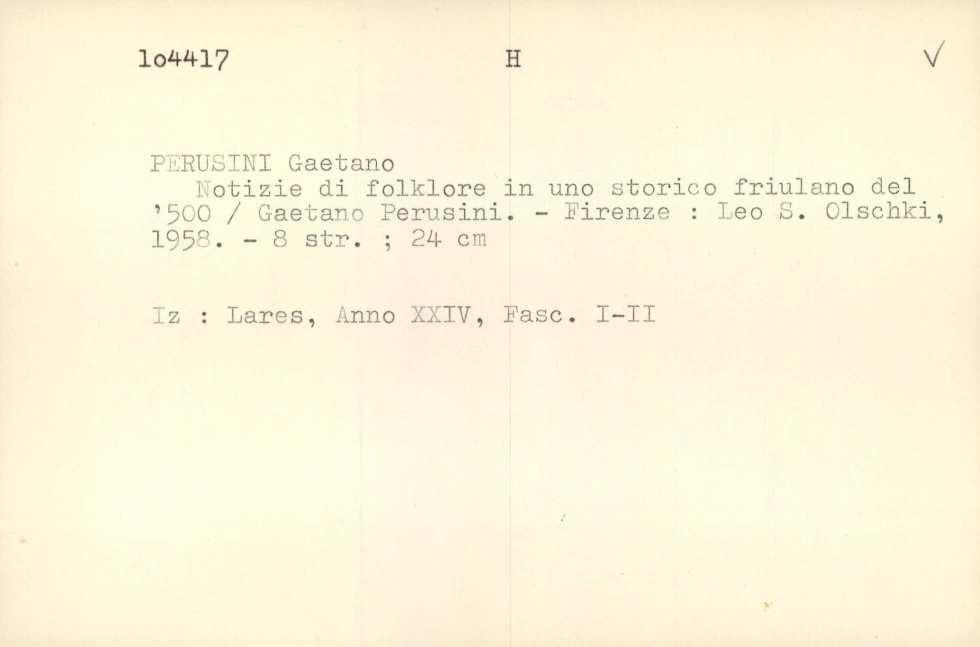 lo4417 H √
PERUSINI Gaetano
Notizie di folklore in uno storico friulano del
'500 / Gaetano Perusini. - Firenze : Leo S. Olschki,
1958. - 8 str. ; 24 cm
Iz : Lares, Anno XXIV, Fasc. I-II